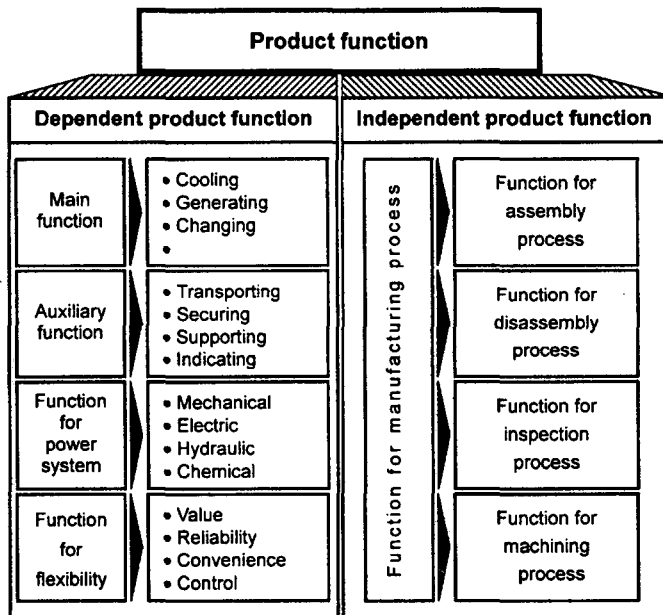 Product function
Dependent product function
Main
function
• Cooling
• Generating
• Changing
•
Auxiliary
function
• Transporting
• Securing
• Supporting
• Indicating
Function
for
power
system
• Mechanical
• Electric
• Hydraulic
• Chemical
Function
for
flexibility
• Value
• Reliability
• Convenience
• Control
Independent product function
Function for manufacturing process
Function for
assembly
process
Function for
disassembly
process
Function for
inspection
process
Function for
machining
process